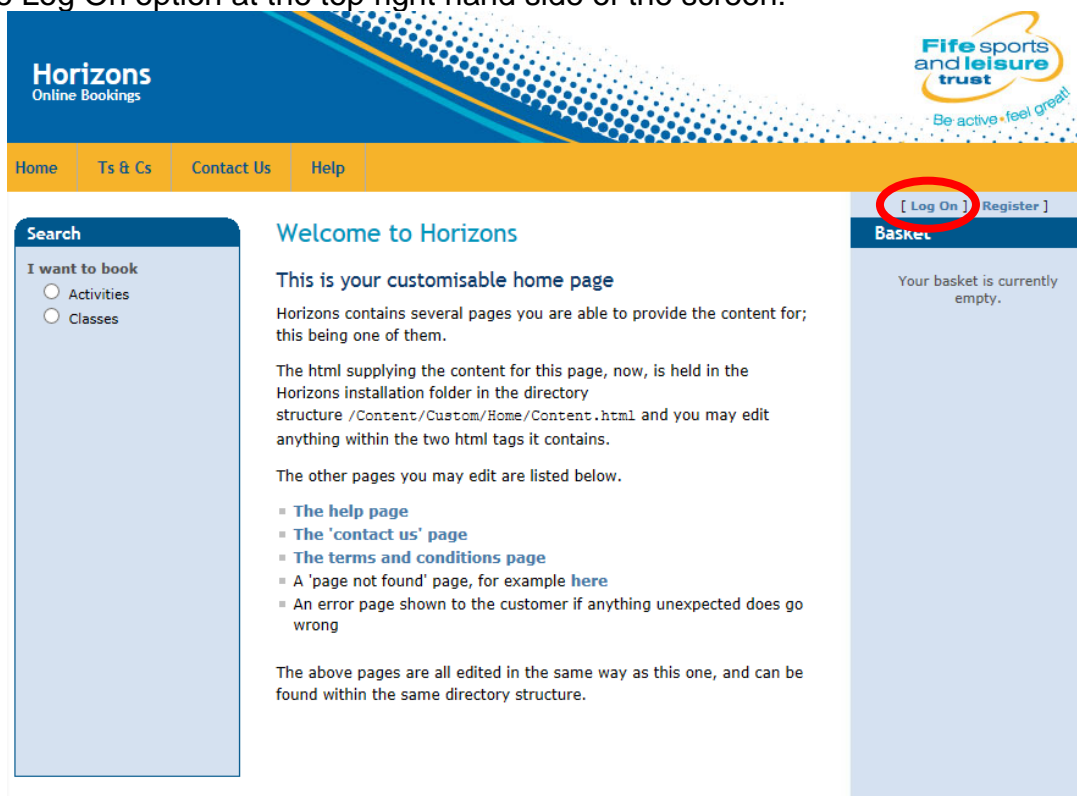 Log On option at the top right hand side of the screen.
Horizons
Online Bookings
Fife sports
and leisure
trust
Be active•feel great!
Home Ts & Cs Contact Us Help
[ Log On ] Register ]
Search
I want to book
Activities
Classes
Welcome to Horizons
This is your customisable home page
Horizons contains several pages you are able to provide the content for;
this being one of them.
The html supplying the content for this page, now, is held in the
Horizons installation folder in the directory
structure /Content/Custom/Home/Content.html and you may edit
anything within the two html tags it contains.
The other pages you may edit are listed below.
The help page
The 'contact us' page
The terms and conditions page
A 'page not found' page, for example here
An error page shown to the customer if anything unexpected does go
wrong
The above pages are all edited in the same way as this one, and can be
found within the same directory structure.
Basket
Your basket is currently
empty.